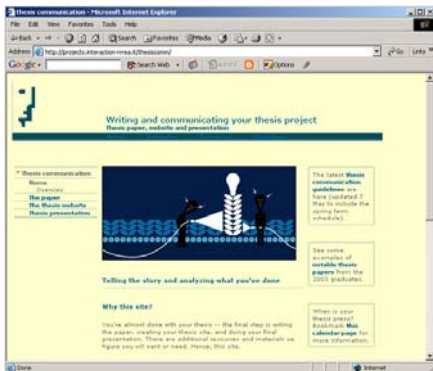 thesis communication - Microsoft Internet Explorer
File Edit View Favorites Tools Help
Back Search Favorites Media
Address http://projects.interaction-ivrea.it/thesiscomm/ Go Links
Google Search Web Options
Writing and communicating your thesis project
Thesis paper, website and presentation
Thesis communication
Home
Overview
The paper
The thesis website
Thesis presentation
The latest thesis
communication
guidelines are
here (updated 7
May to include the
spring term
schedule).
See some
examples of
notable thesis
papers from the
2003 graduates.
Telling the story and analyzing what you've done
Why this site?
You're almost done with your thesis -- the final step is writing
the paper, creating your thesis site, and doing your final
presentation. There are additional resources and materials we
figure you will want or need. Hence, this site.
When is your
thesis press?
Bookmark this
calendar page for
more information.
Done Internet